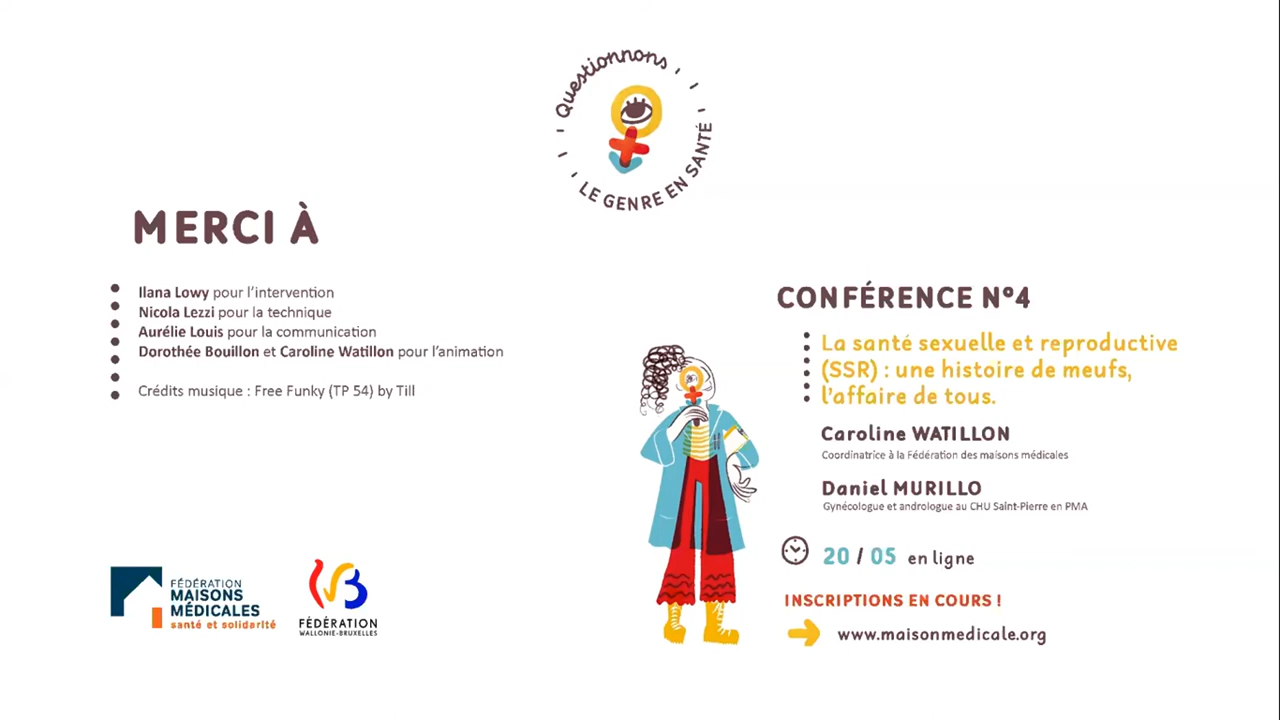 Questionnons
LE GENRE EN SANTÉ
MERCI À
Ilana Lowy pour l'intervention
Nicola Lezzi pour la technique
Aurélie Louis pour la communication
Dorothée Bouillon et Caroline Watillon pour l'animation
Crédits musique : Free Funky (TP 54) by Till
FÉDÉRATION
MAISONS
MÉDICALES
santé et solidarité
FÉDÉRATION
WALLONIE-BRUXELLES
CONFÉRENCE N°4
La santé sexuelle et reproductive
(SSR) : une histoire de meufs,
l'affaire de tous.
Caroline WATILLON
Coordinatrice à la Fédération des maisons médicales
Daniel MURILLO
Gynécologue et andrologue au CHU Saint-Pierre en PMA
20 / 05 en ligne
INSCRIPTIONS EN COURS !
www.maisonmedicale.org